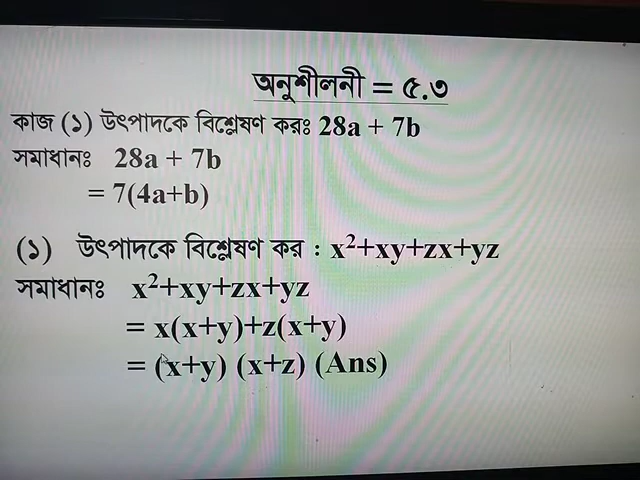 অনুশীলনী = ৫.৩
কাজ (১) উৎপাদকে বিশ্লেষণ করঃ 28a + 7b
সমাধানঃ 28a + 7b
= 7(4a+b)
(১) উৎপাদকে বিশ্লেষণ কর : x²+xy+zx+yz
সমাধানঃ x²+xy+zx+yz
= x(x+y)+z(x+y)
= (x+y) (x+z) (Ans)